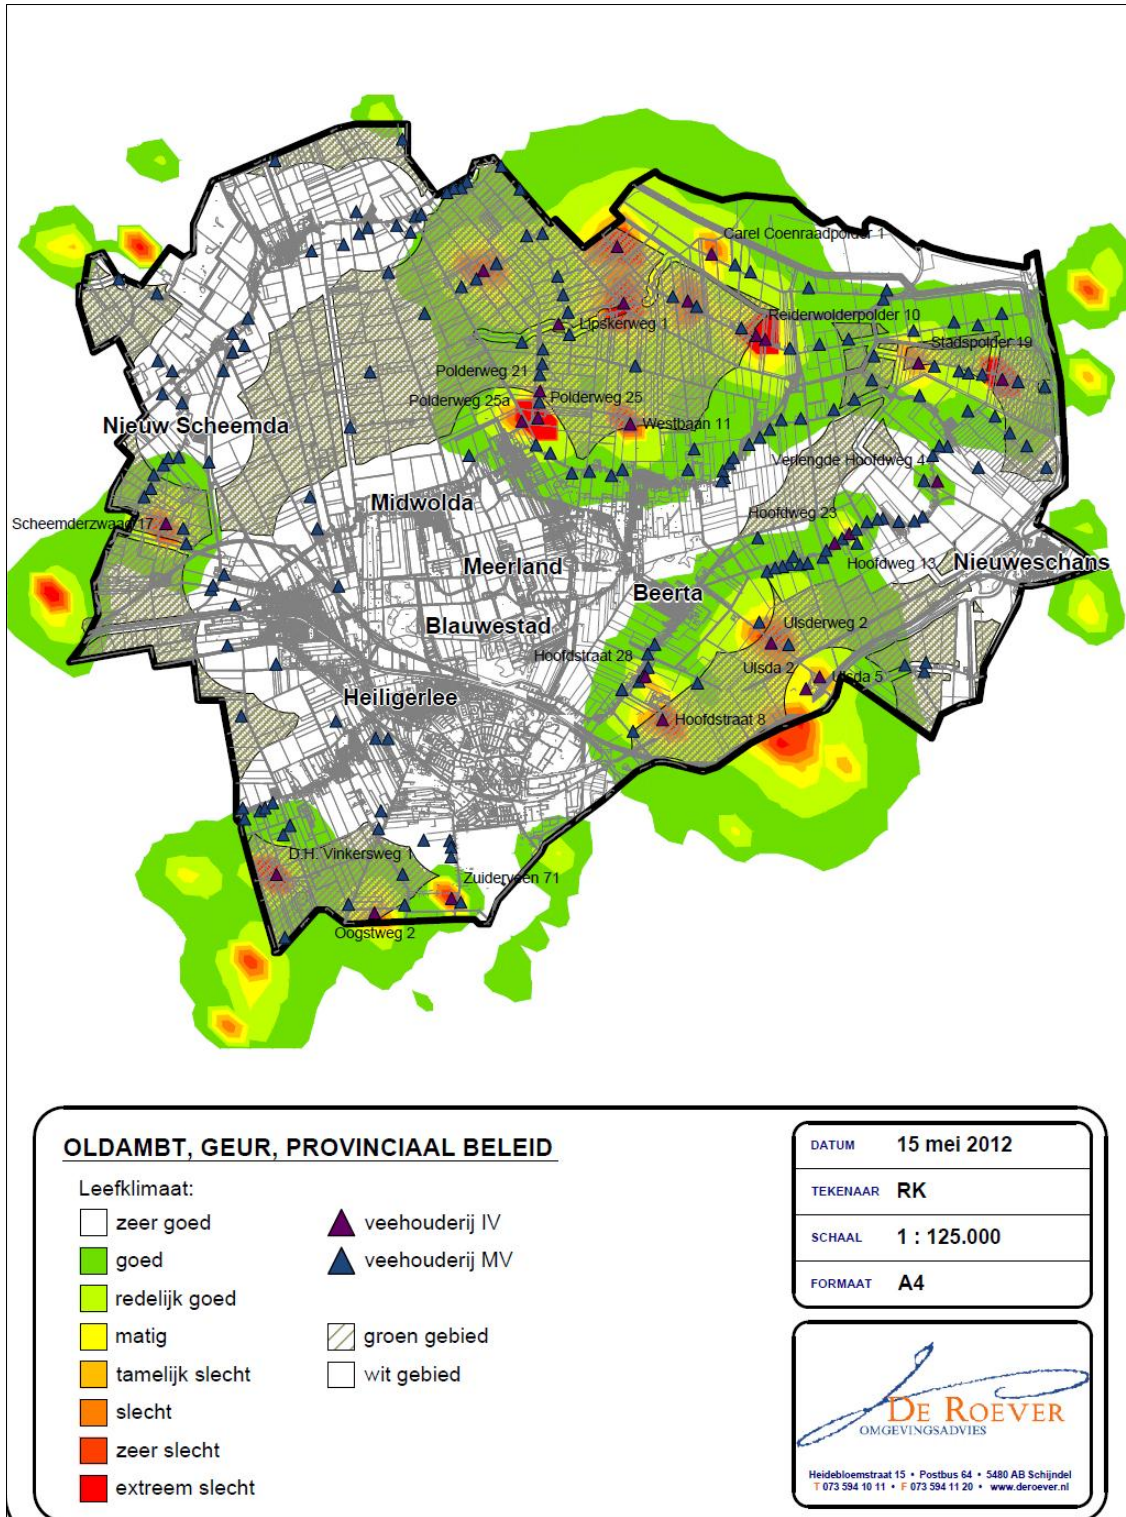 Carel Coenraadpolder 1
Reiderwolderpolder 10
Lipskerweg 1
Stadspolder 19
Polderweg 21
Polderweg 25a
Polderweg 25
Westbaan 11
Nieuw Scheemda
Verlengde Hoofdweg 4
Midwolda
Hoofdweg 23
Scheemderzwaag 17
Meerland
Hoofdweg 13
Nieuweschans
Beerta
Blauwestad
Ulsderweg 2
Hoofdstraat 28
Ulsda 2
Ulsda 5
Heiligerlee
Hoofdstraat 8
D.H. Vinkersweg 1
Zuiderveen 71
Oogstweg 2
OLDAMBT, GEUR, PROVINCIAAL BELEID
Leefklimaat:
zeer goed
goed
redelijk goed
matig
tamelijk slecht
slecht
zeer slecht
extreem slecht
veehouderij IV
veehouderij MV
groen gebied
wit gebied
DATUM 15 mei 2012
TEKENAAR RK
SCHAAL 1 : 125.000
FORMAAT A4
DE ROEVER
OMGEVINGSADVIES
Heidebloemstraat 15 • Postbus 64 • 5480 AB Schijndel
T 073 594 10 11 • F 073 594 11 20 • www.deroever.nl